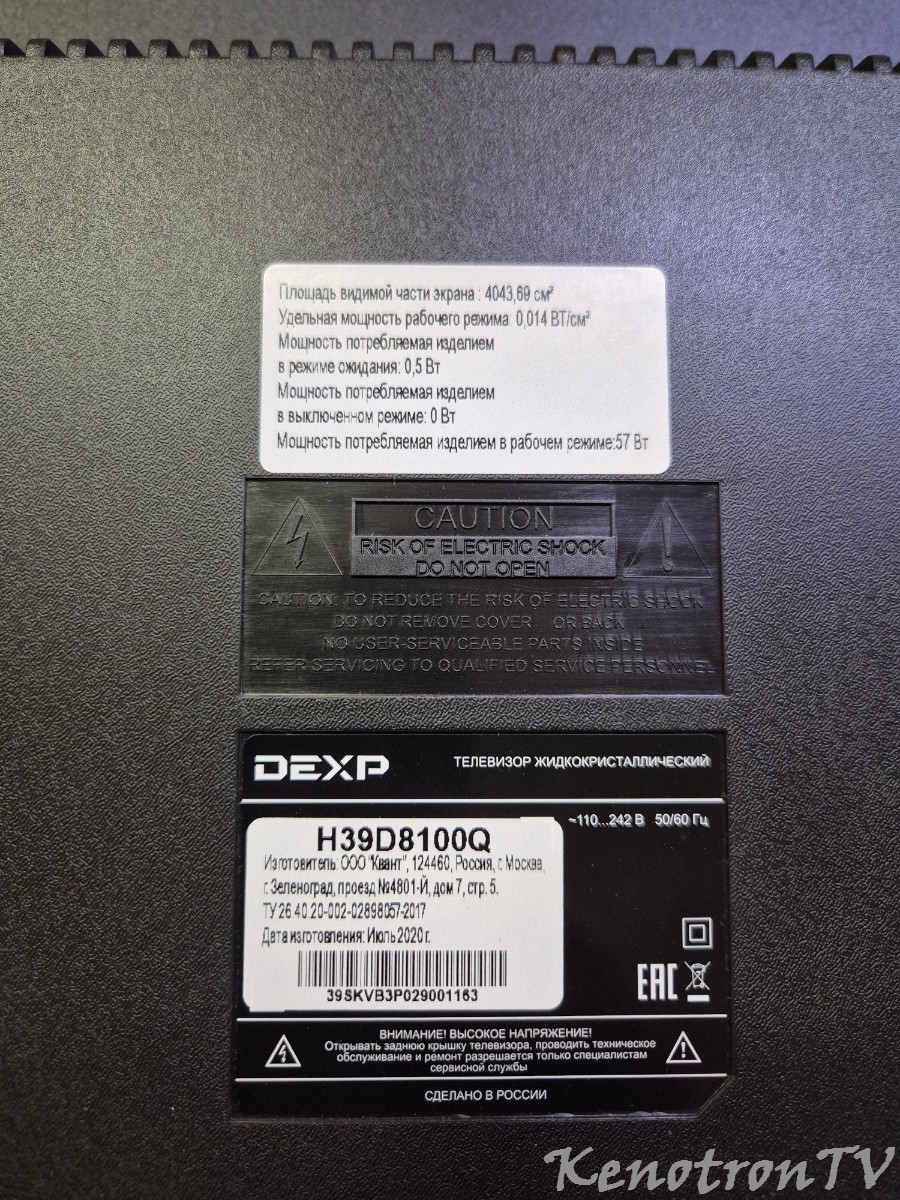 Площадь видимой части экрана : 4043,69 см²
Удельная мощность рабочего режима: 0,014 ВТ/см²
Мощность потребляемая изделием
в режиме ожидания: 0,5 Вт
Мощность потребляемая изделием
в выключенном режиме: 0 Вт
Мощность потребляемая изделием в рабочем режиме:57 Вт
CAUTION
RISK OF ELECTRIC SHOCK
DO NOT OPEN
CAUTION: TO REDUCE THE RISK OF ELECTRIC SHOCK
DO NOT REMOVE COVER OR BACK
NO USER-SERVICEABLE PARTS INSIDE
REFER SERVICING TO QUALIFIED SERVICE PERSONNEL
DEXP
ТЕЛЕВИЗОР ЖИДКОКРИСТАЛЛИЧЕСКИЙ
~110...242 В 50/60 Гц
H39D8100Q
Изготовитель: ООО "Квант", 124460, Россия, г. Москва,
г. Зеленоград, проезд №4801-Й, дом 7, стр. 5.
ТУ 26.40.20-002-02898057-2017
Дата изготовления: Июль 2020 г.
39SKVB3P029001163
EAC
ВНИМАНИЕ! ВЫСОКОЕ НАПРЯЖЕНИЕ!
Открывать заднюю крышку телевизора, проводить техническое
обслуживание и ремонт разрешается только специалистам
сервисной службы
СДЕЛАНО В РОССИИ
KenotronTV